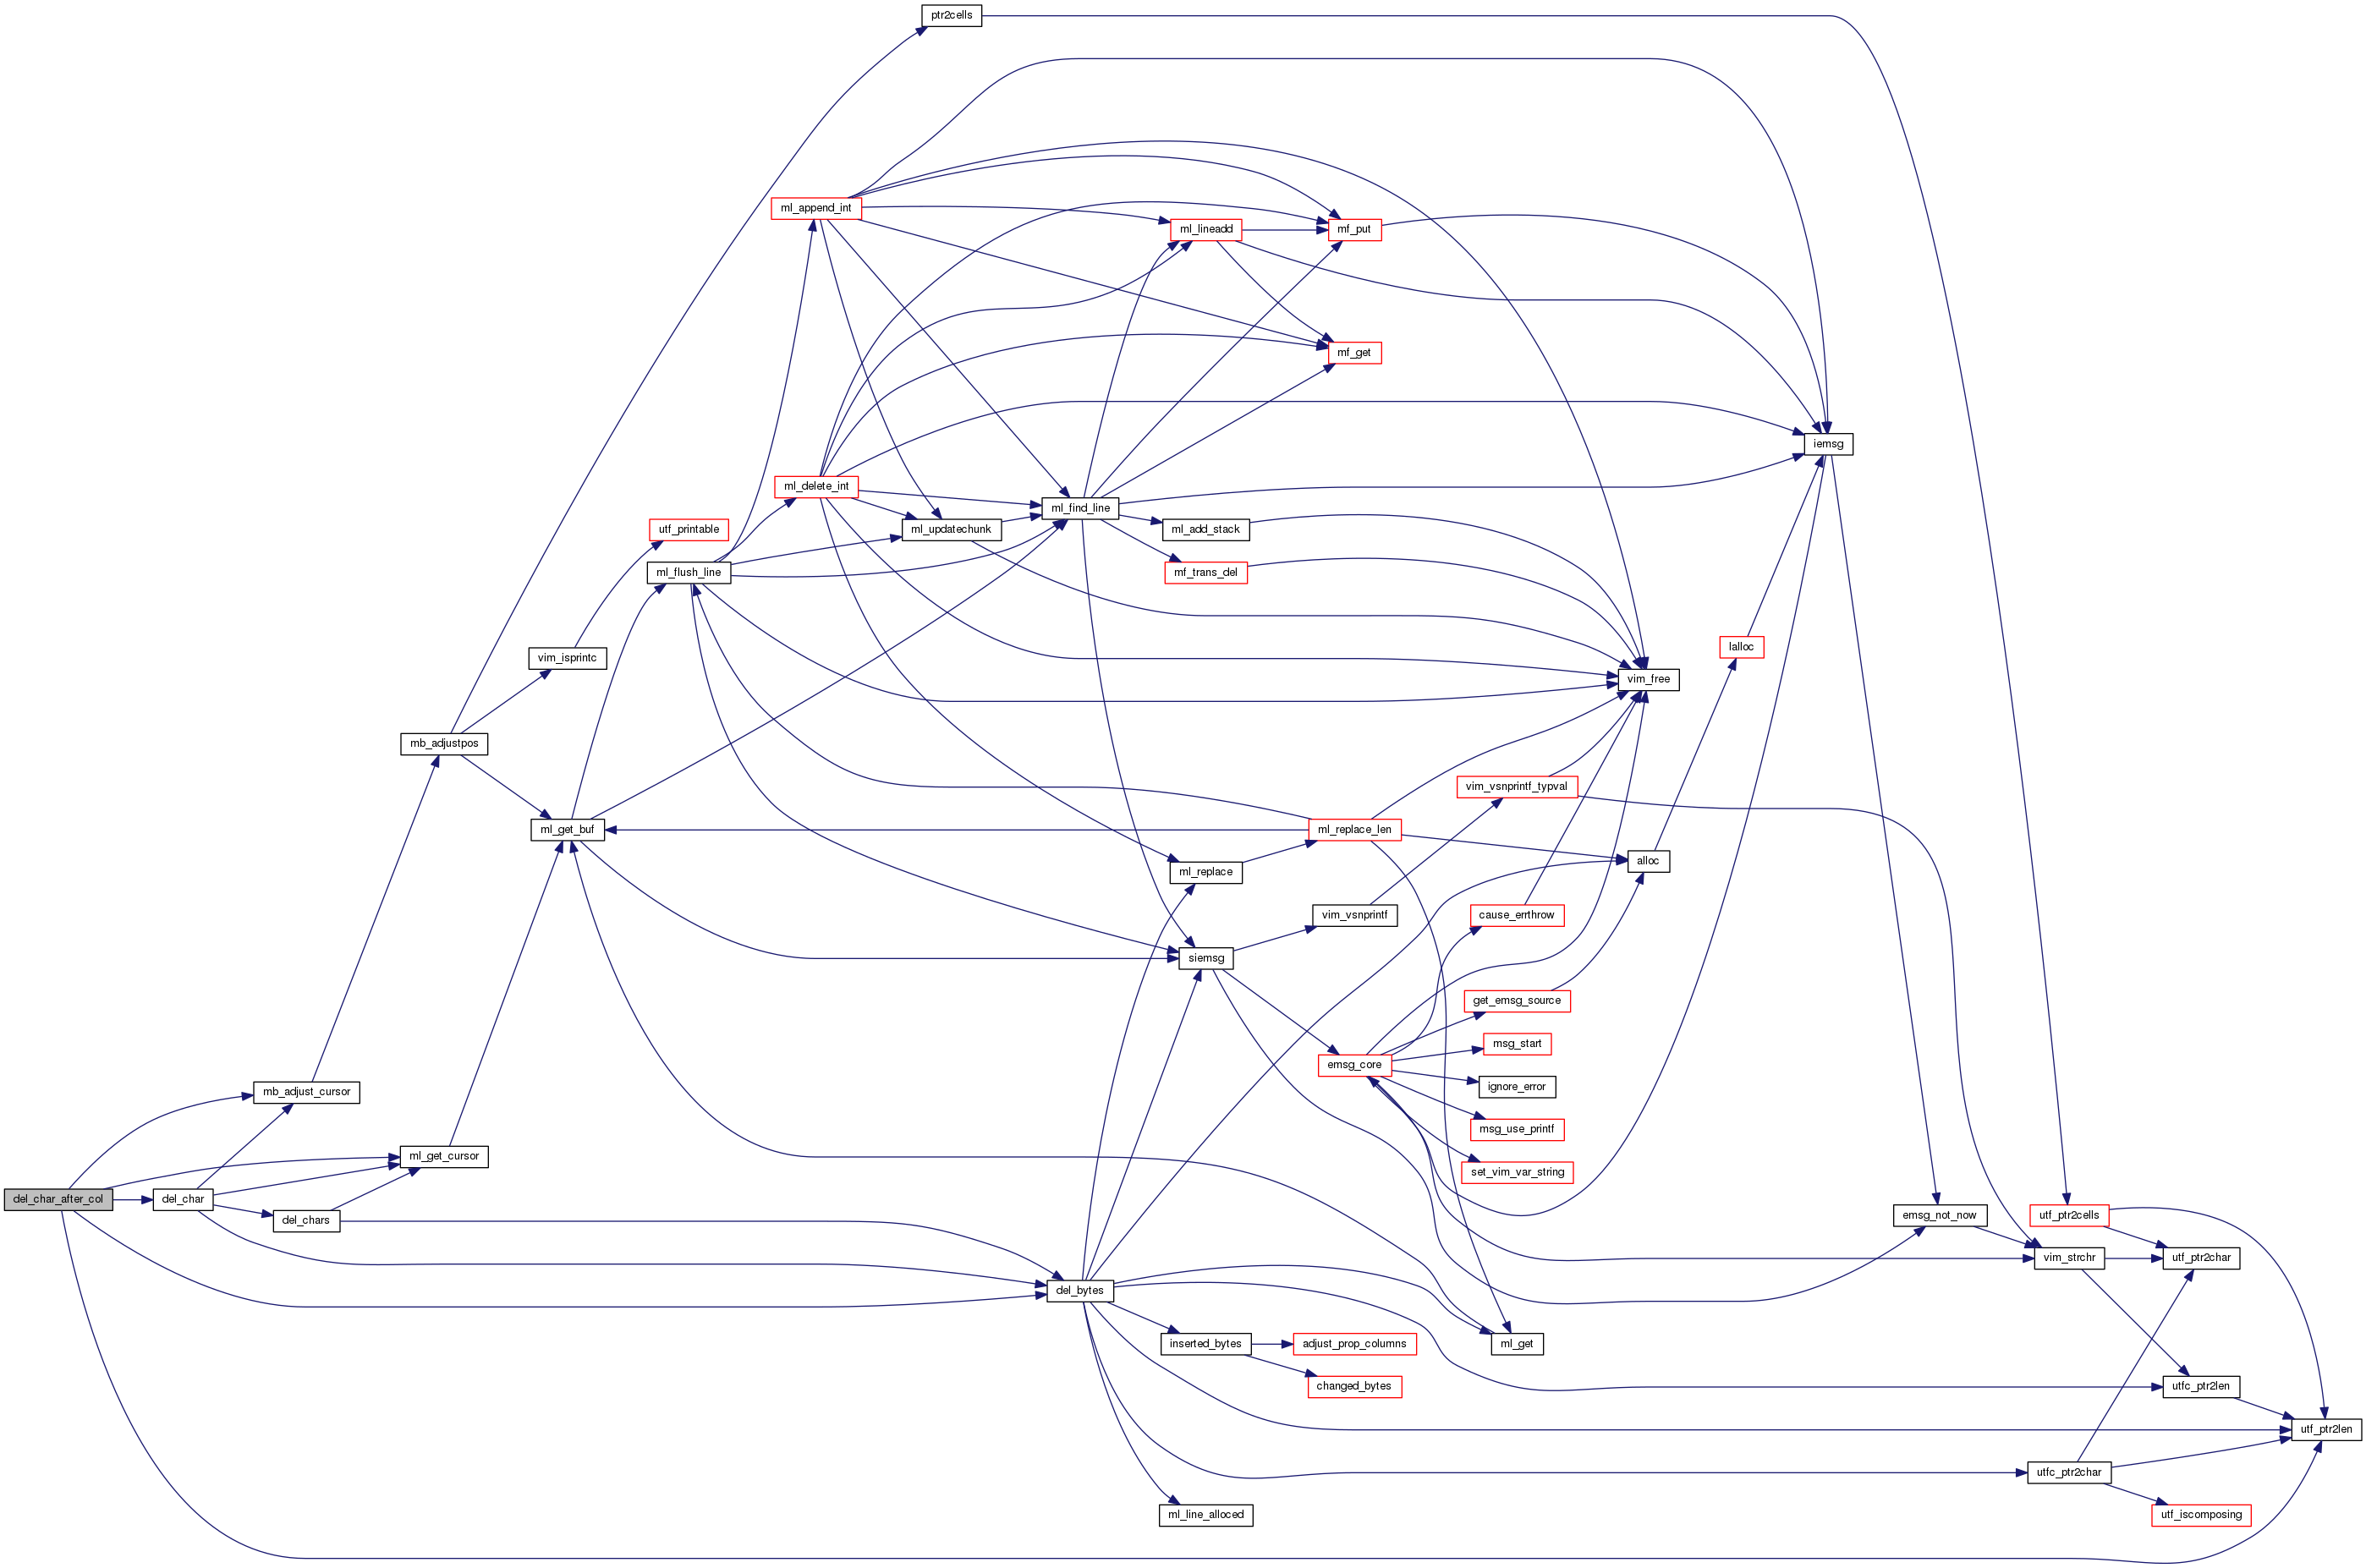 ptr2cells
ml_append_int
ml_lineadd
mf_put
mf_get
iemsg
ml_delete_int
ml_find_line
utf_printable
ml_updatechunk
ml_add_stack
ml_flush_line
mf_trans_del
lalloc
vim_isprintc
vim_free
mb_adjustpos
vim_vsnprintf_typval
ml_get_buf
ml_replace_len
alloc
ml_replace
vim_vsnprintf
cause_errthrow
siemsg
get_emsg_source
msg_start
emsg_core
ignore_error
mb_adjust_cursor
msg_use_printf
ml_get_cursor
set_vim_var_string
del_char_after_col
del_char
del_chars
emsg_not_now
utf_ptr2cells
vim_strchr
utf_ptr2char
del_bytes
inserted_bytes
adjust_prop_columns
ml_get
changed_bytes
utfc_ptr2len
utf_ptr2len
utfc_ptr2char
ml_line_alloced
utf_iscomposing